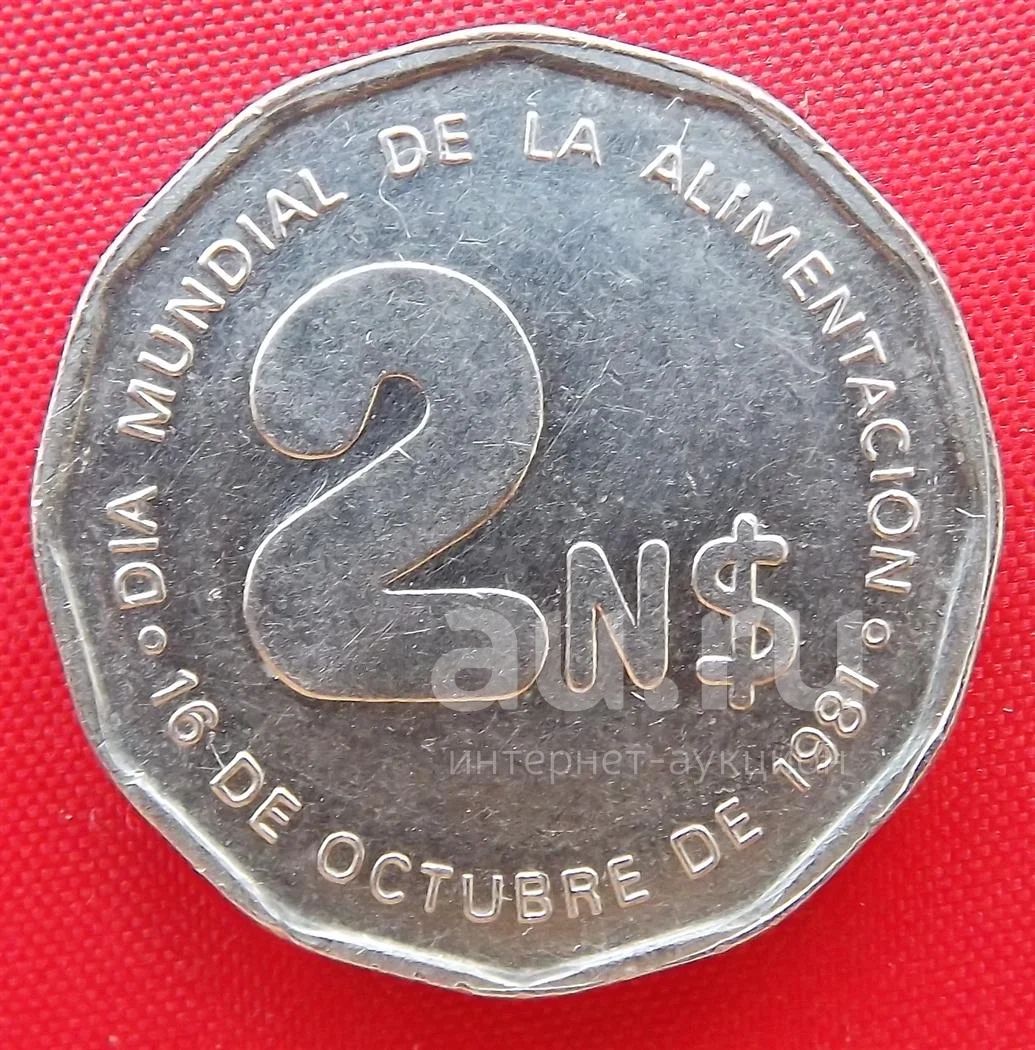 DIA MUNDIAL DE LA ALIMENTACION
2 N$
16 DE OCTUBRE DE 1981
au.ru
интернет-аукцион